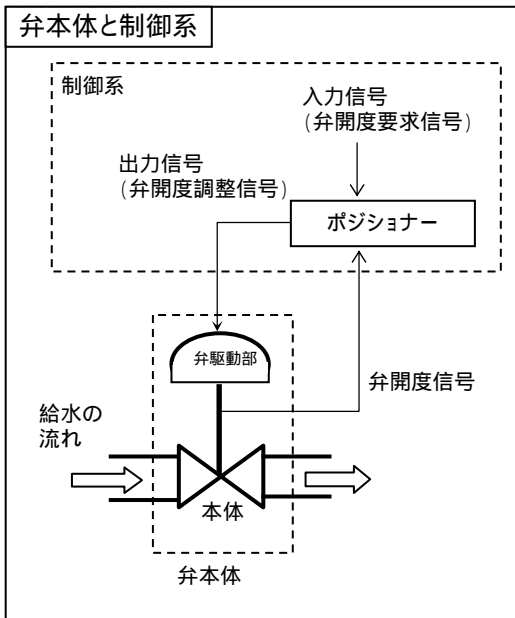 弁本体と制御系
制御系
入力信号
(弁開度要求信号)
出力信号
(弁開度調整信号)
ポジショナー
弁駆動部
弁開度信号
給水の
流れ
本体
弁本体